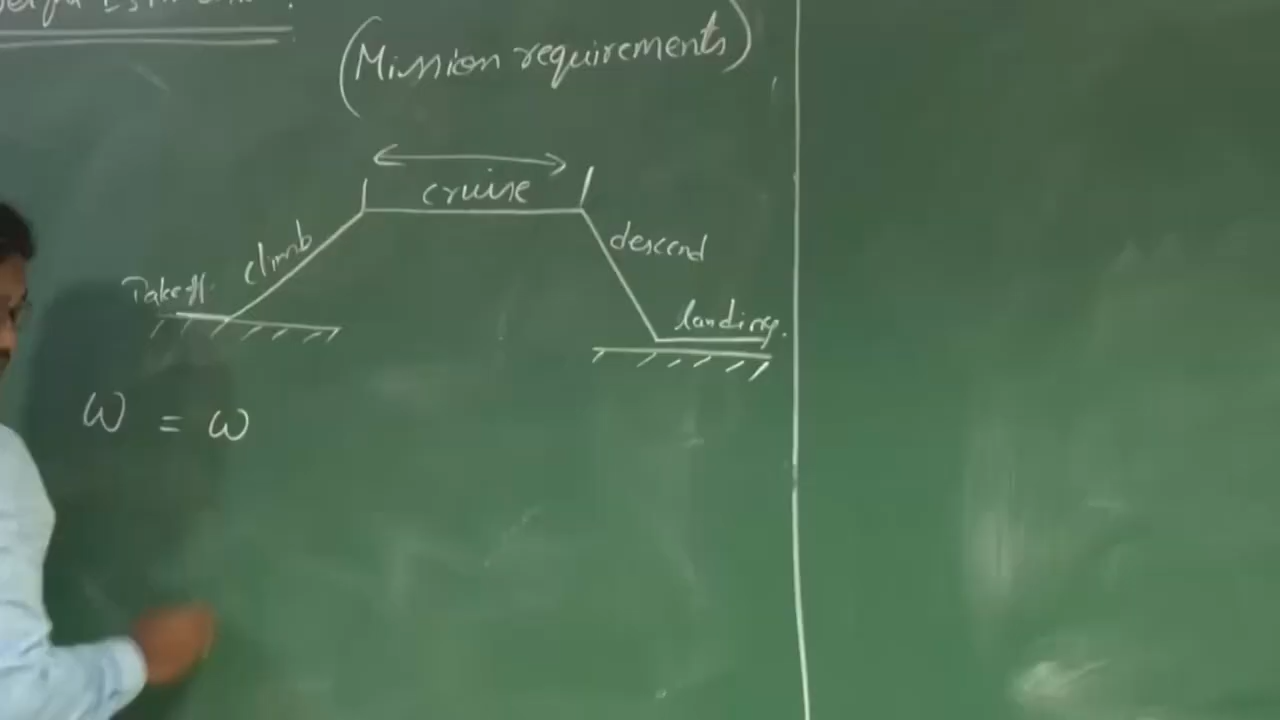 (Mission requirements)
cruise
climb
descend
Takeoff.
landing.
W = W